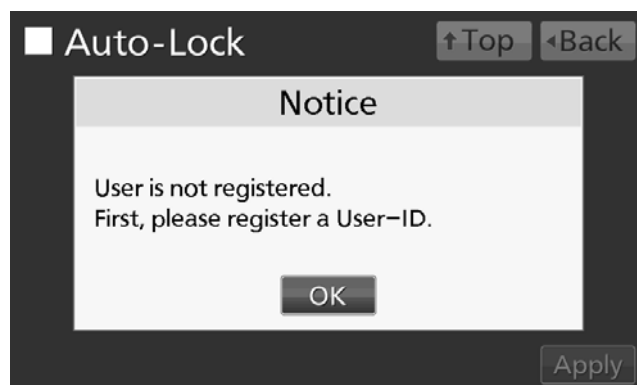 Auto-Lock
↑Top
◂Back
Notice
User is not registered.
First, please register a User-ID.
OK
Apply